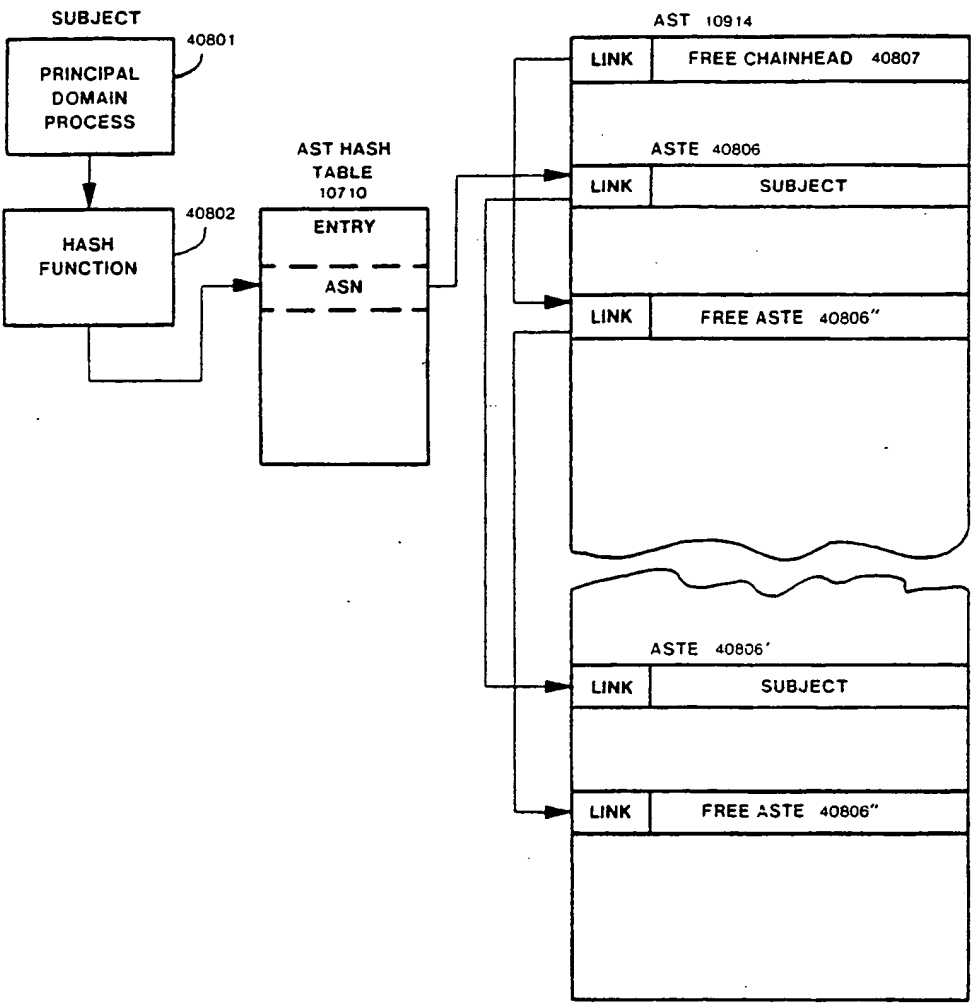 SUBJECT
40801
PRINCIPAL
DOMAIN
PROCESS
40802
HASH
FUNCTION
AST HASH
TABLE
10710
ENTRY
ASN
AST 10914
LINK FREE CHAINHEAD 40807
ASTE 40806
LINK SUBJECT
LINK FREE ASTE 40806"
ASTE 40806'
LINK SUBJECT
LINK FREE ASTE 40806"